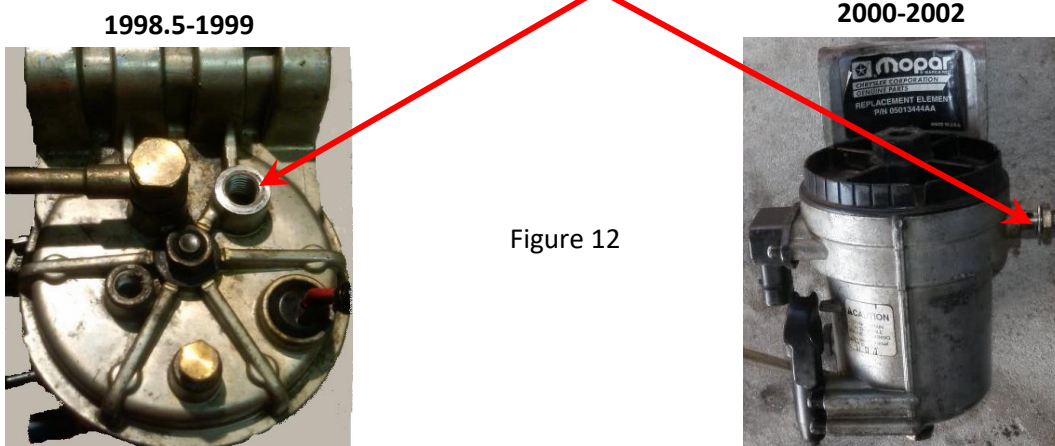 1998.5-1999
2000-2002
mopar
CHRYSLER CORPORATION
GENUINE PARTS
REPLACEMENT ELEMENT
P/N 05013444AA
Figure 12
CAUTION